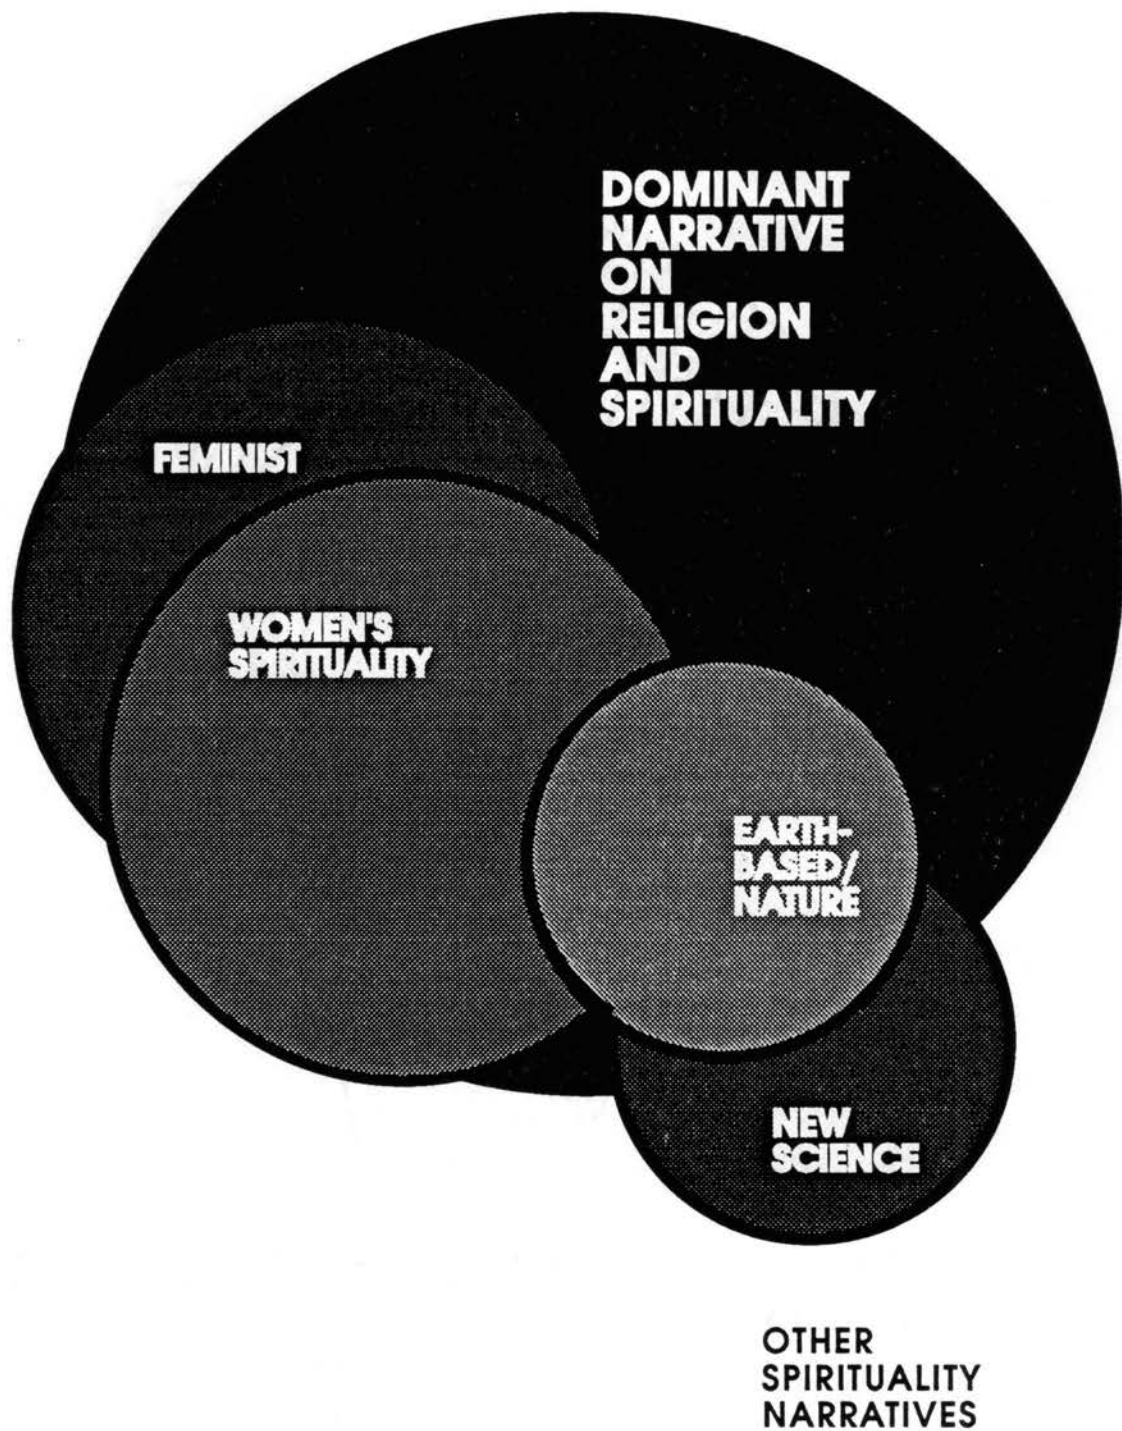 DOMINANT
NARRATIVE
ON
RELIGION
AND
SPIRITUALITY
FEMINIST
WOMEN'S
SPIRITUALITY
EARTH-
BASED/
NATURE
NEW
SCIENCE
OTHER
SPIRITUALITY
NARRATIVES